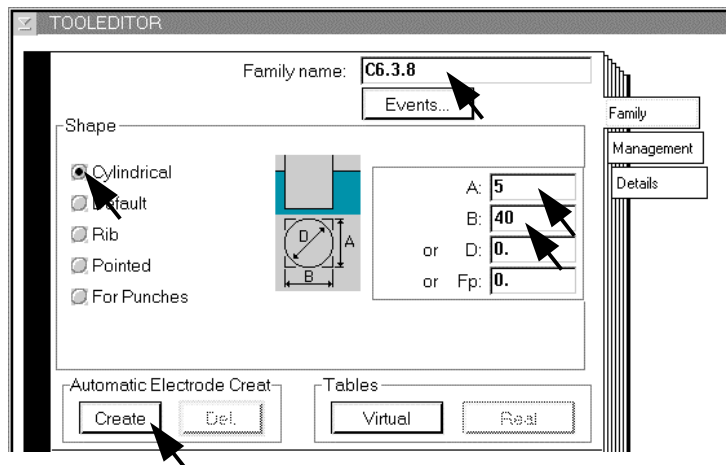 TOOLEDITOR
Family name: C6.3.8
Events...
Family
Management
Details
Shape
Cylindrical
Default
Rib
Pointed
For Punches
D
A
B
A: 5
B: 40
or D: 0.
or Fp: 0.
Automatic Electrode Creat
Create
Del.
Tables
Virtual
Real